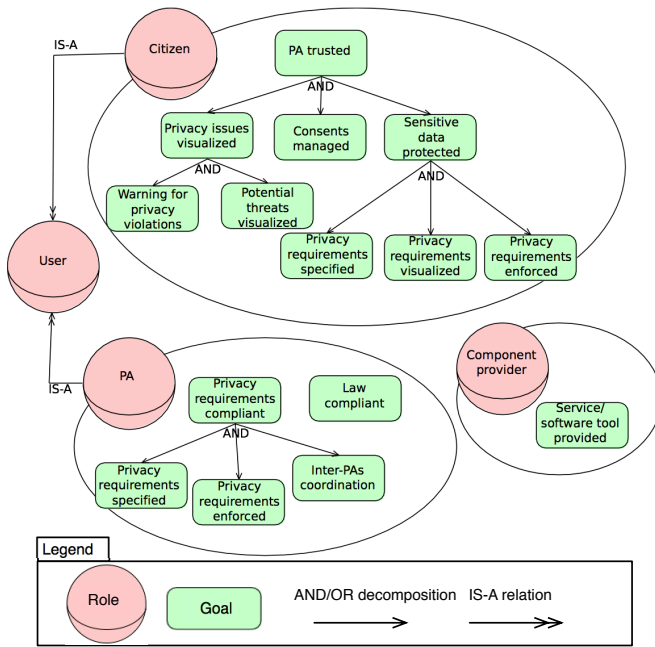 IS-A
Citizen
PA trusted
AND
Privacy issues
visualized
Consents
managed
Sensitive
data
protected
AND
AND
Warning for
privacy
violations
Potential
threats
visualized
Privacy
requirements
specified
Privacy
requirements
visualized
Privacy
requirements
enforced
User
IS-A
PA
Privacy
requirements
compliant
Law
compliant
AND
Privacy
requirements
specified
Privacy
requirements
enforced
Inter-PAs
coordination
Component
provider
Service/
software tool
provided
Legend
Role
Goal
AND/OR decomposition
IS-A relation